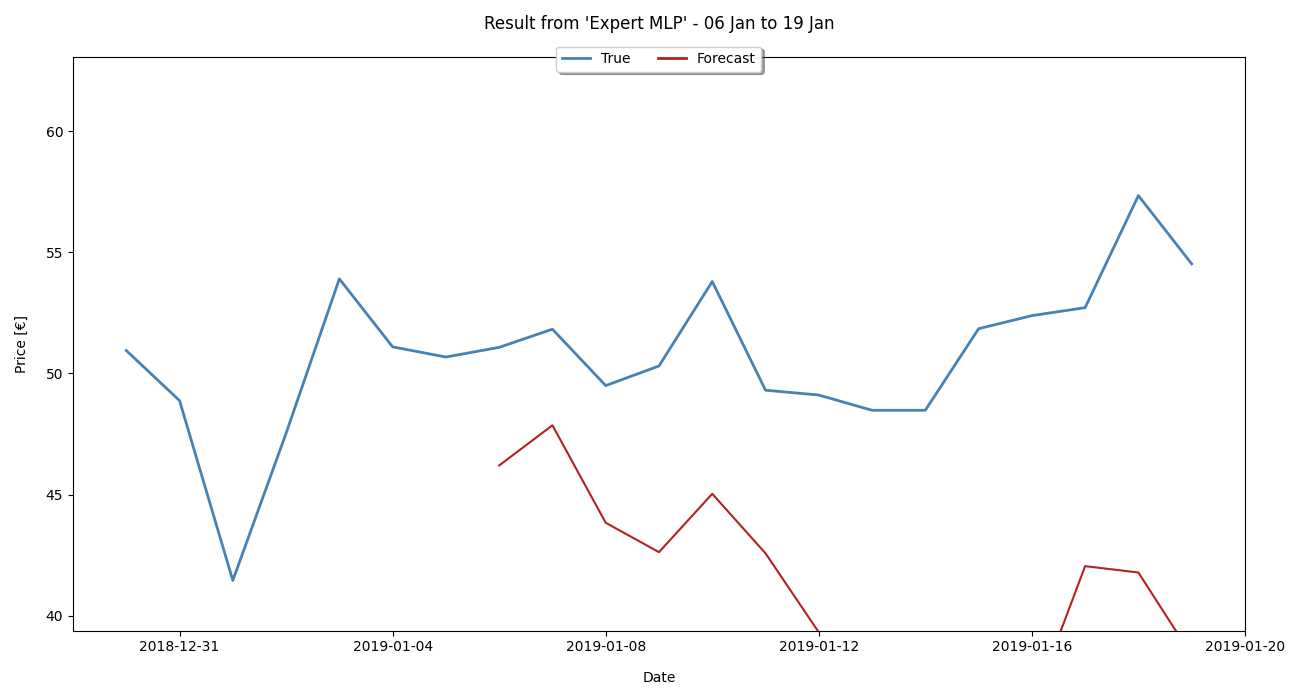 Result from 'Expert MLP' - 06 Jan to 19 Jan
True Forecast
60
55
50
45
40
Price [€]
2018-12-31 2019-01-04 2019-01-08 2019-01-12 2019-01-16 2019-01-20
Date